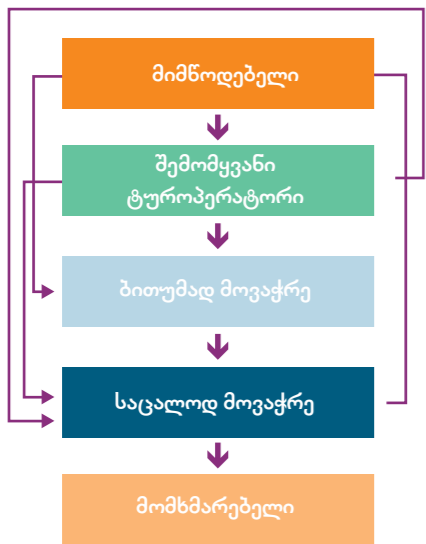 მიმწოდებელი
შემომყვანი
ტუროპერატორი
ბითუმად მოვაჭრე
საცალოდ მოვაჭრე
მომხმარებელი